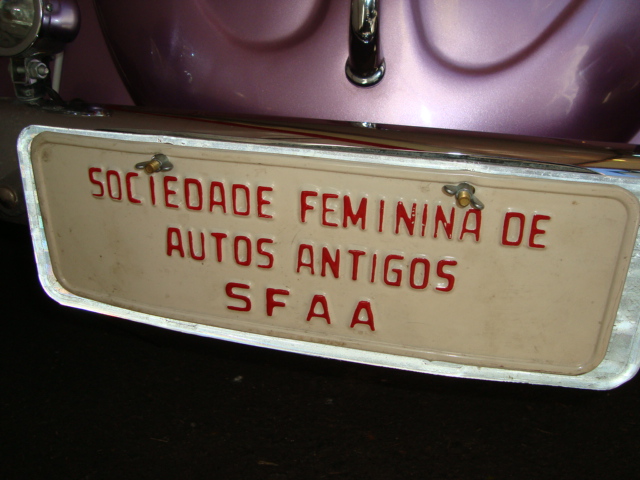 SOCIEDADE FEMININA DE
AUTOS ANTIGOS
SFAA